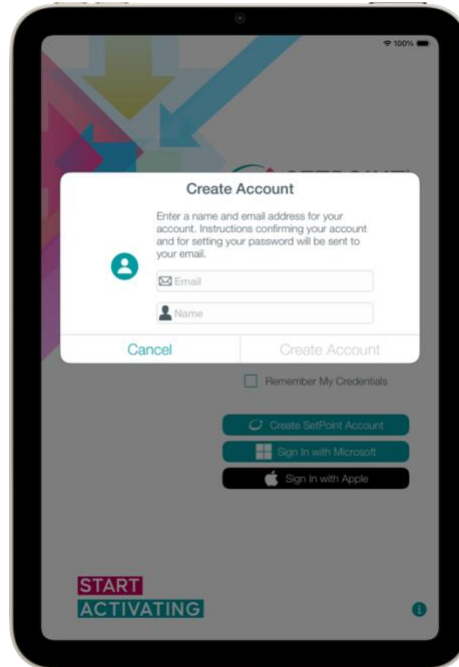 100%
Create Account
Enter a name and email address for your
account. Instructions confirming your account
and for setting your password will be sent to
your email.
Email
Name
Cancel
Create Account
Remember My Credentials
Create SetPoint Account
Sign In with Microsoft
Sign In with Apple
START
ACTIVATING